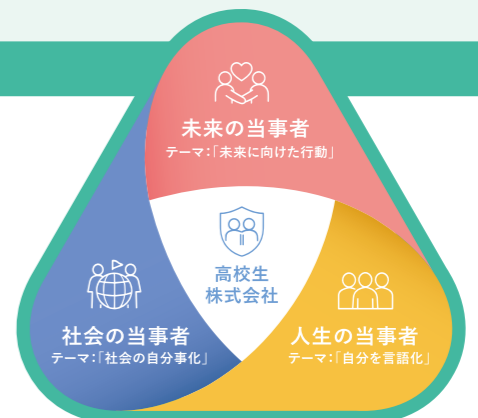 未来の当事者
テーマ:「未来に向けた行動」
高校生
株式会社
社会の当事者
テーマ:「社会の自分事化」
人生の当事者
テーマ:「自分を言語化」